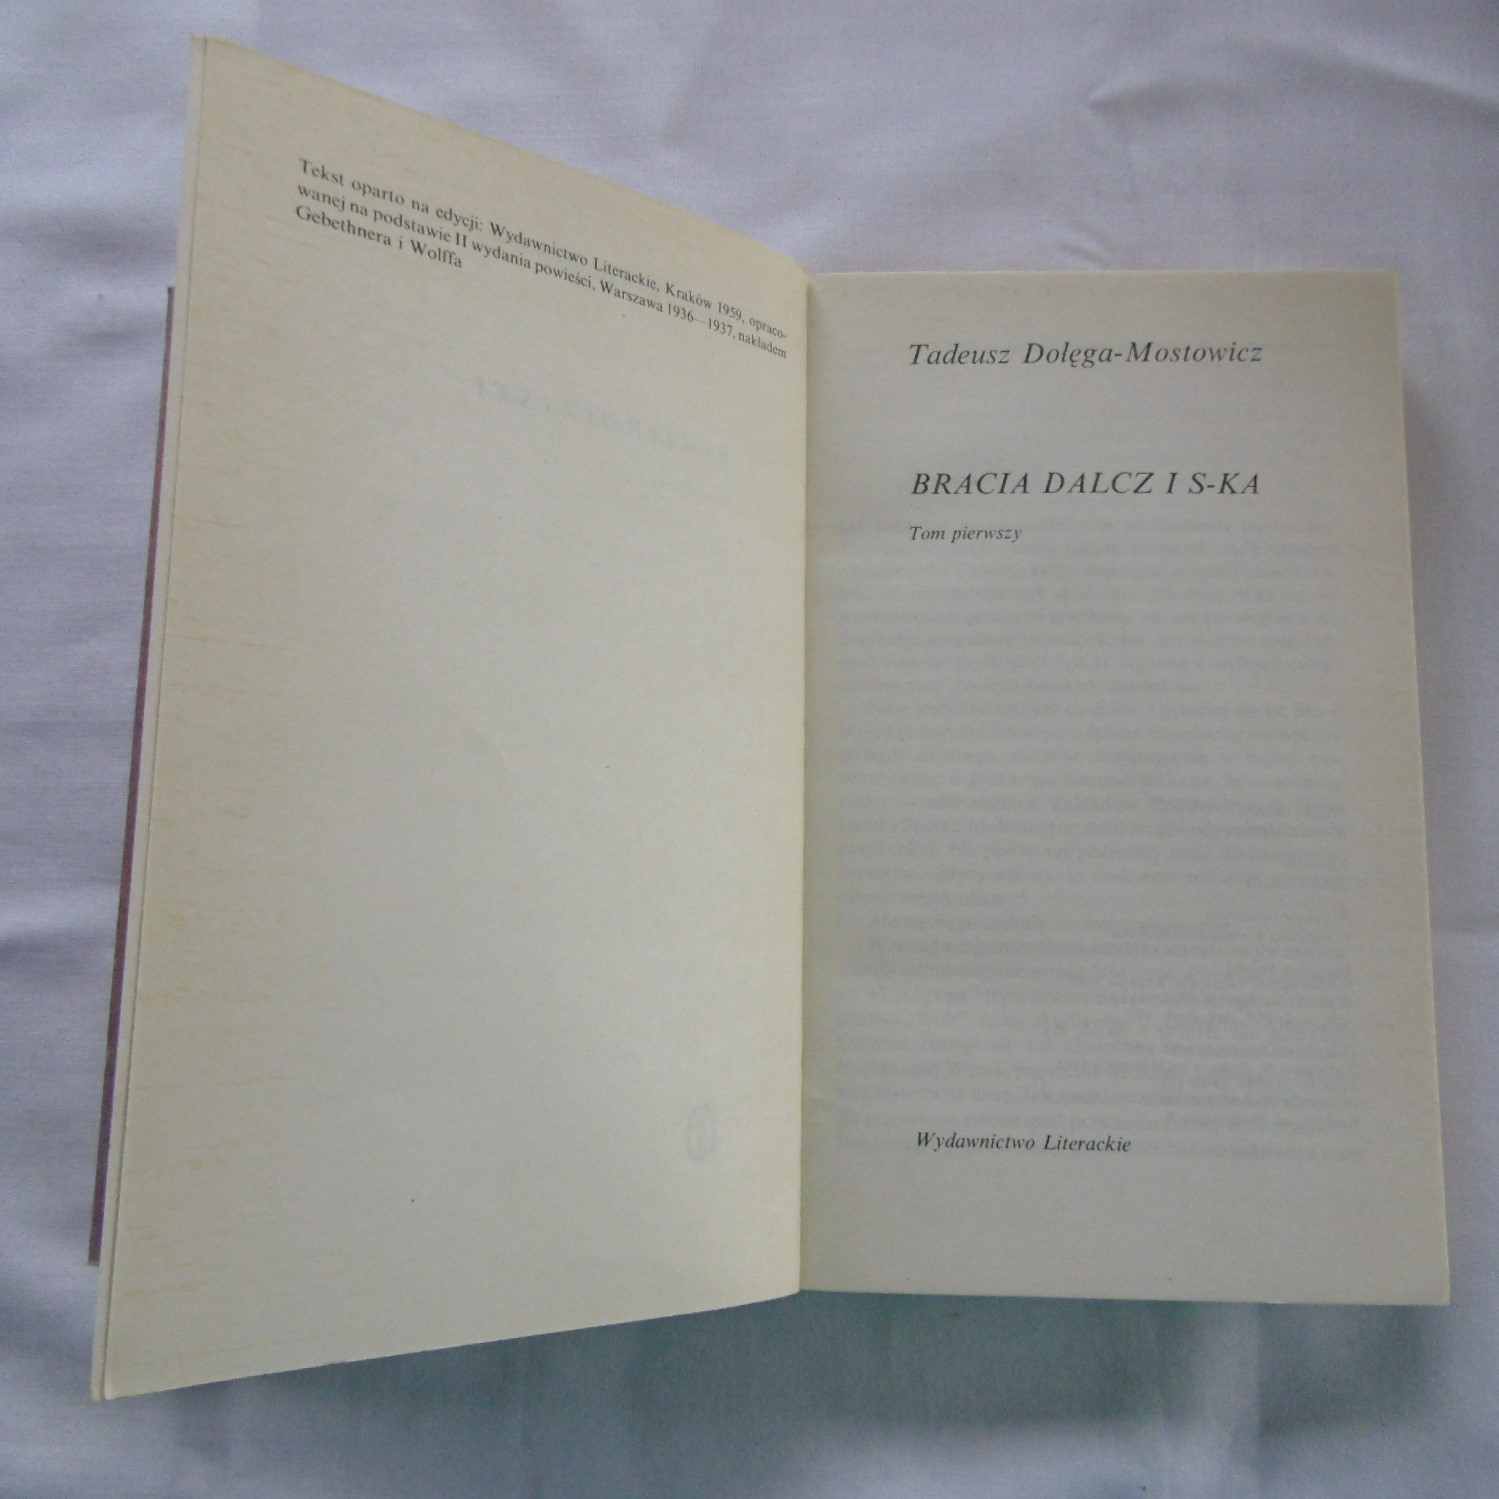 Tekst oparto na edycji: Wydawnictwo Literackie, Kraków 1959, opraco-
wanej na podstawie II wydania powieści, Warszawa 1936—1937, nakładem
Gebethnera i Wolffa
Tadeusz Dołęga-Mostowicz
BRACIA DALCZ I S-KA
Tom pierwszy
Wydawnictwo Literackie